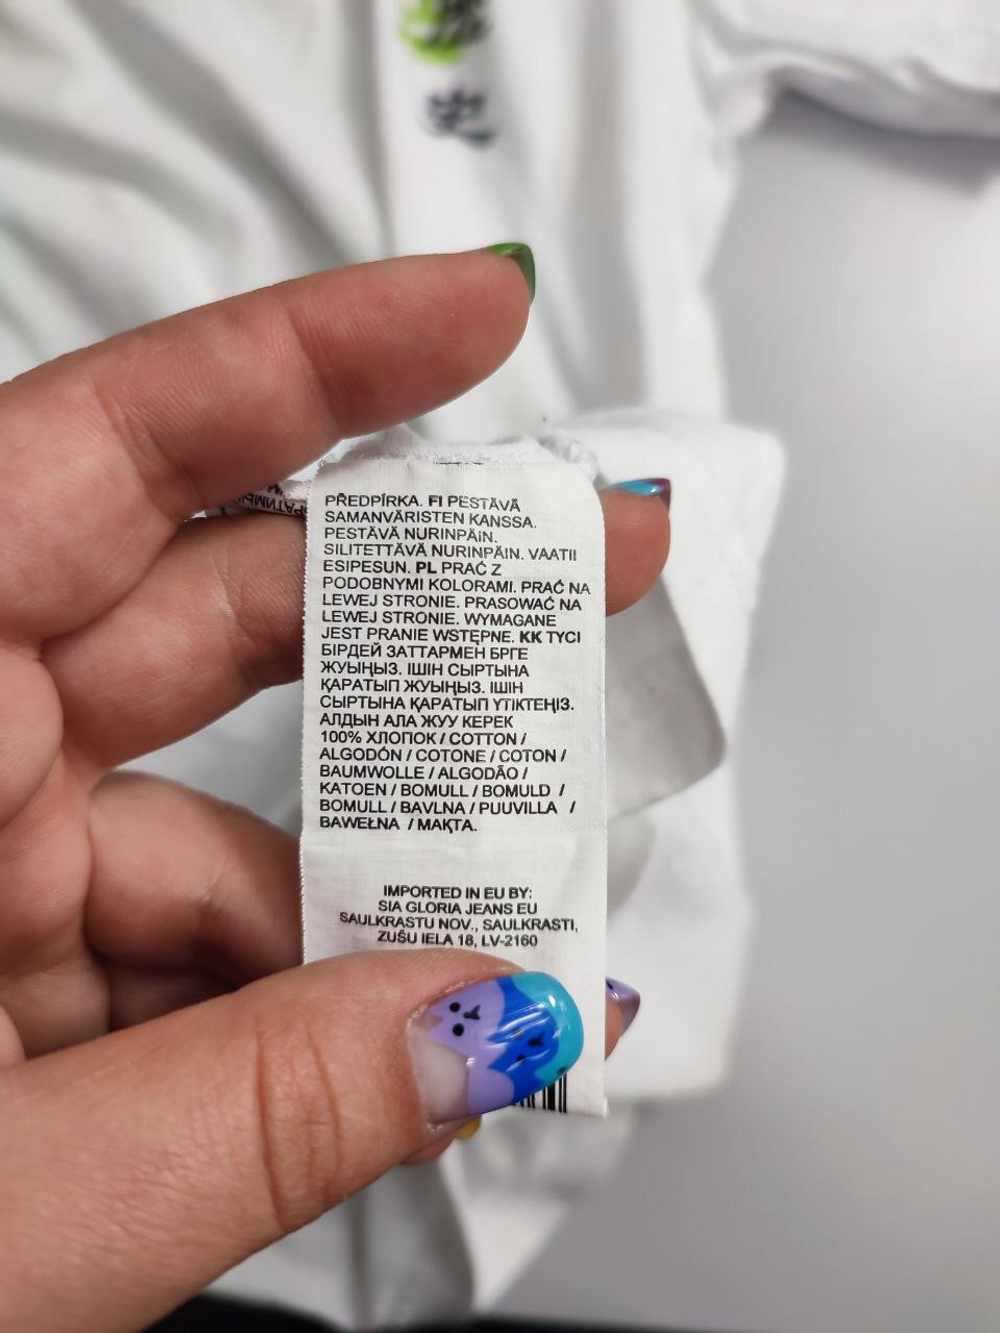 PŘEDPÍRKA. FI PESTÄVÄ
SAMANVÄRISTEN KANSSA.
PESTÄVÄ NURINPÄIN.
SILITETTÄVÄ NURINPÄIN. VAATII
ESIPESUN. PL PRAĆ Z
PODOBNYMI KOLORAMI. PRAĆ NA
LEWEJ STRONIE. PRASOWAĆ NA
LEWEJ STRONIE. WYMAGANE
JEST PRANIE WSTĘPNE. KK ТҮСІ
БІРДЕЙ ЗАТТАРМЕН БІРГЕ
ЖУЫҢЫЗ. ІШІН СЫРТЫНА
ҚАРАТЫП ЖУЫҢЫЗ. ІШІН
СЫРТЫНА ҚАРАТЫП ҮТІКТЕҢІЗ.
АЛДЫН АЛА ЖУУ КЕРЕК
100% ХЛОПОК / COTTON /
ALGODÓN / COTONE / COTON /
BAUMWOLLE / ALGODÃO /
KATOEN / BOMULL / BOMULD /
BOMULL / BAVLNA / PUUVILLA /
BAWEŁNA / МАҚТА.
IMPORTED IN EU BY:
SIA GLORIA JEANS EU
SAULKRASTU NOV., SAULKRASTI,
ZUŠU IELA 18, LV-2160